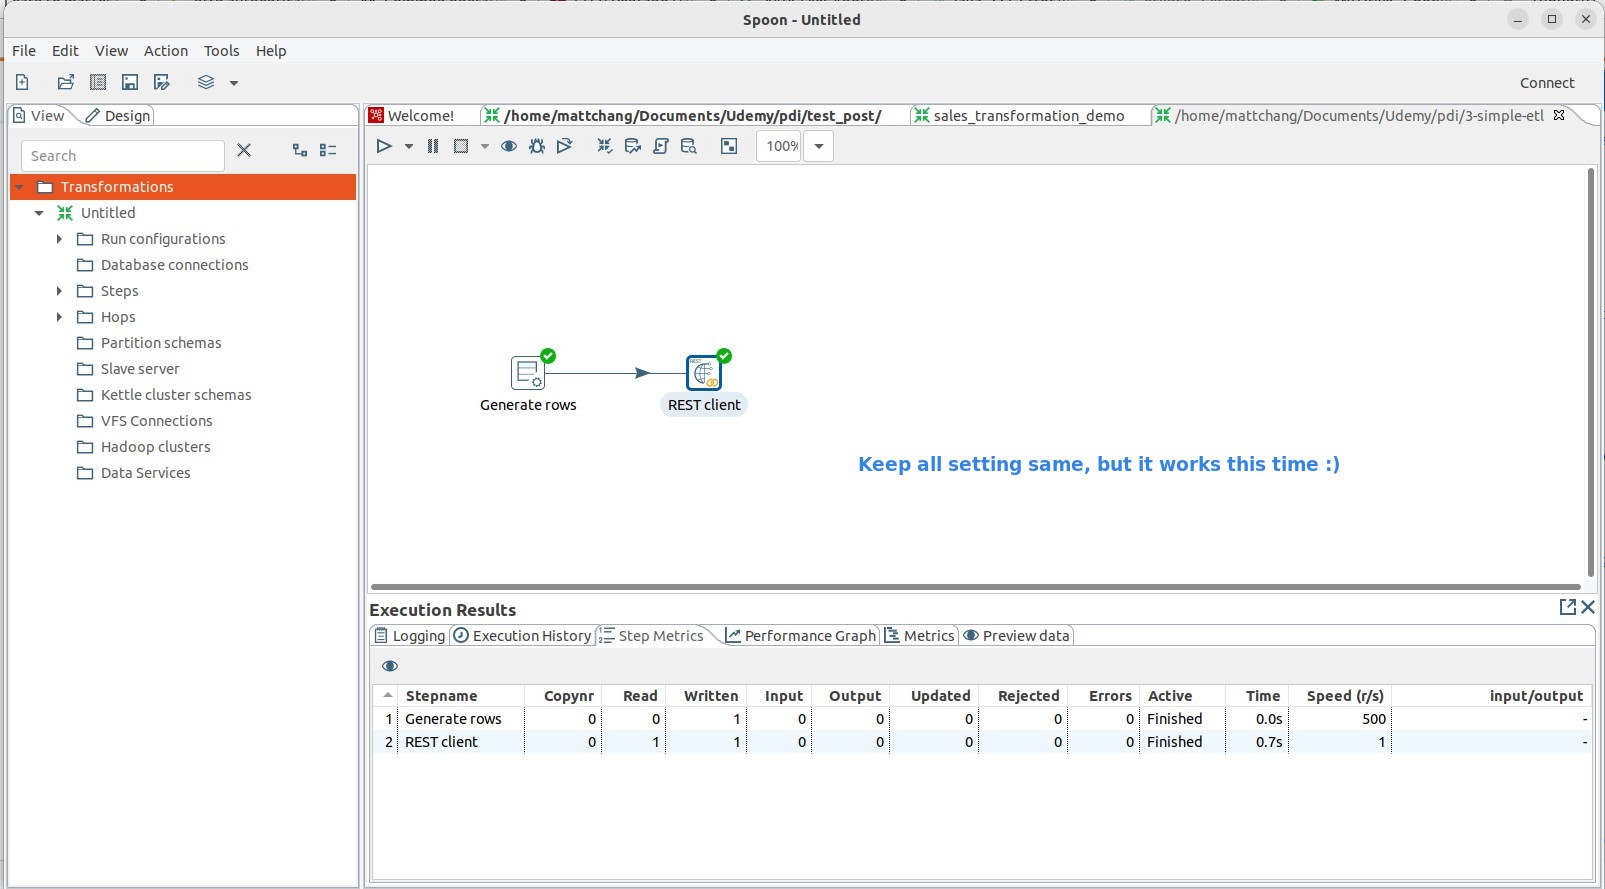 Spoon - Untitled
File Edit View Action Tools Help
Connect
View Design
Welcome! /home/mattchang/Documents/Udemy/pdi/test_post/ sales_transformation_demo /home/mattchang/Documents/Udemy/pdi/3-simple-etl
Search
100%
Transformations
Untitled
Run configurations
Database connections
Steps
Hops
Partition schemas
Slave server
Kettle cluster schemas
VFS Connections
Hadoop clusters
Data Services
REST
Generate rows REST client
Keep all setting same, but it works this time :)
Execution Results
Logging Execution History Step Metrics Performance Graph Metrics Preview data
Stepname Copynr Read Written Input Output Updated Rejected Errors Active Time Speed (r/s) input/output
1 Generate rows 0 0 1 0 0 0 0 0 Finished 0.0s 500 -
2 REST client 0 1 1 0 0 0 0 0 Finished 0.7s 1 -